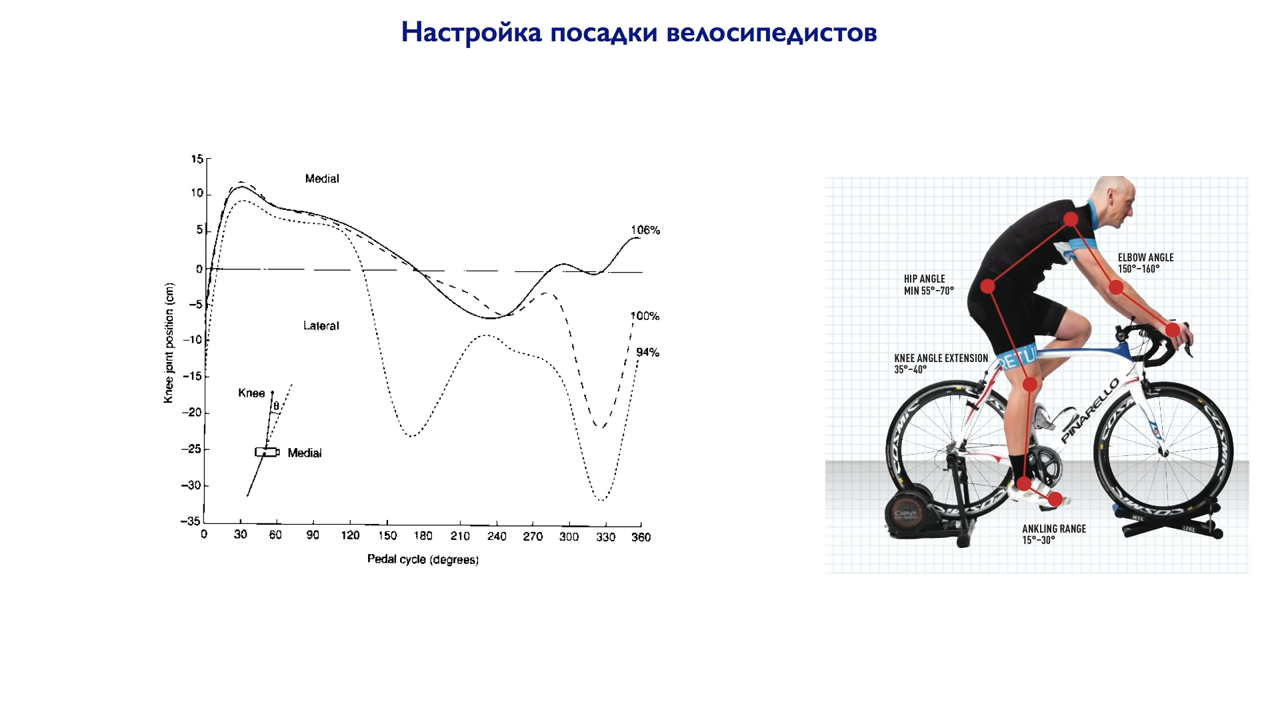 Настройка посадки велосипедистов
15
10
5
0
−5
−10
−15
−20
−25
−30
−35
Knee joint position (cm)
Medial
Lateral
106%
100%
94%
Knee
θ
Medial
0 30 60 90 120 150 180 210 240 270 300 330 360
Pedal cycle (degrees)
ELBOW ANGLE
150°–160°
HIP ANGLE
MIN 55°–70°
KNEE ANGLE EXTENSION
35°–40°
RETU
PINARELLO
COSMIC
COSMIC
ANKLING RANGE
15°–30°